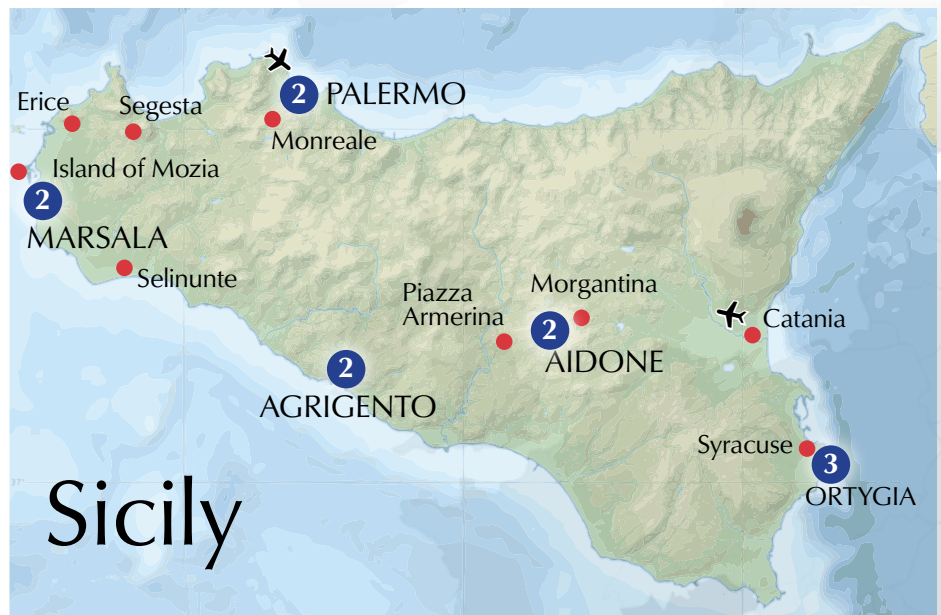 2
PALERMO
Erice
Segesta
Monreale
Island of Mozia
2
MARSALA
Selinunte
Piazza
Armerina
Morgantina
2
AIDONE
Catania
2
AGRIGENTO
Syracuse
3
ORTYGIA
37°
Sicily